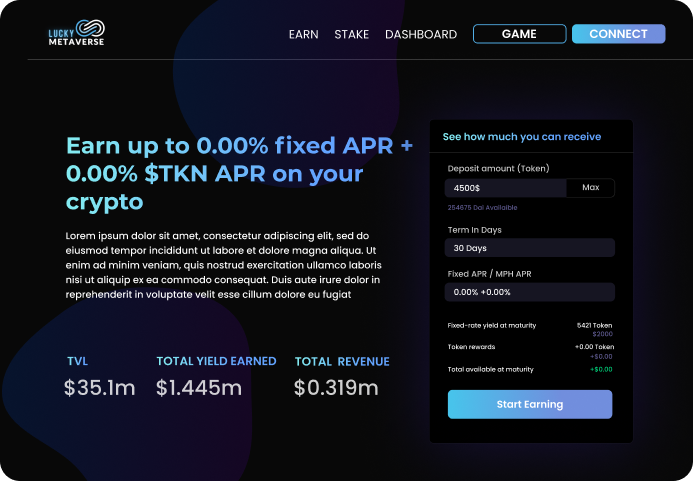 LUCKY
METAVERSE
EARN STAKE DASHBOARD GAME CONNECT
Earn up to 0.00% fixed APR +
0.00% $TKN APR on your
crypto
Lorem ipsum dolor sit amet, consectetur adipiscing elit, sed do
eiusmod tempor incididunt ut labore et dolore magna aliqua. Ut
enim ad minim veniam, quis nostrud exercitation ullamco laboris
nisi ut aliquip ex ea commodo consequat. Duis aute irure dolor in
reprehenderit in voluptate velit esse cillum dolore eu fugiat
TVL TOTAL YIELD EARNED TOTAL REVENUE
$35.1m $1.445m $0.319m
See how much you can receive
Deposit amount (Token)
4500$ Max
254675 Dai Availaible
Term In Days
30 Days
Fixed APR / MPH APR
0.00% +0.00%
Fixed-rate yield at maturity 5421 Token
$2000
Token rewards +0.00 Token
+$0.00
Total available at maturity +$0.00
Start Earning